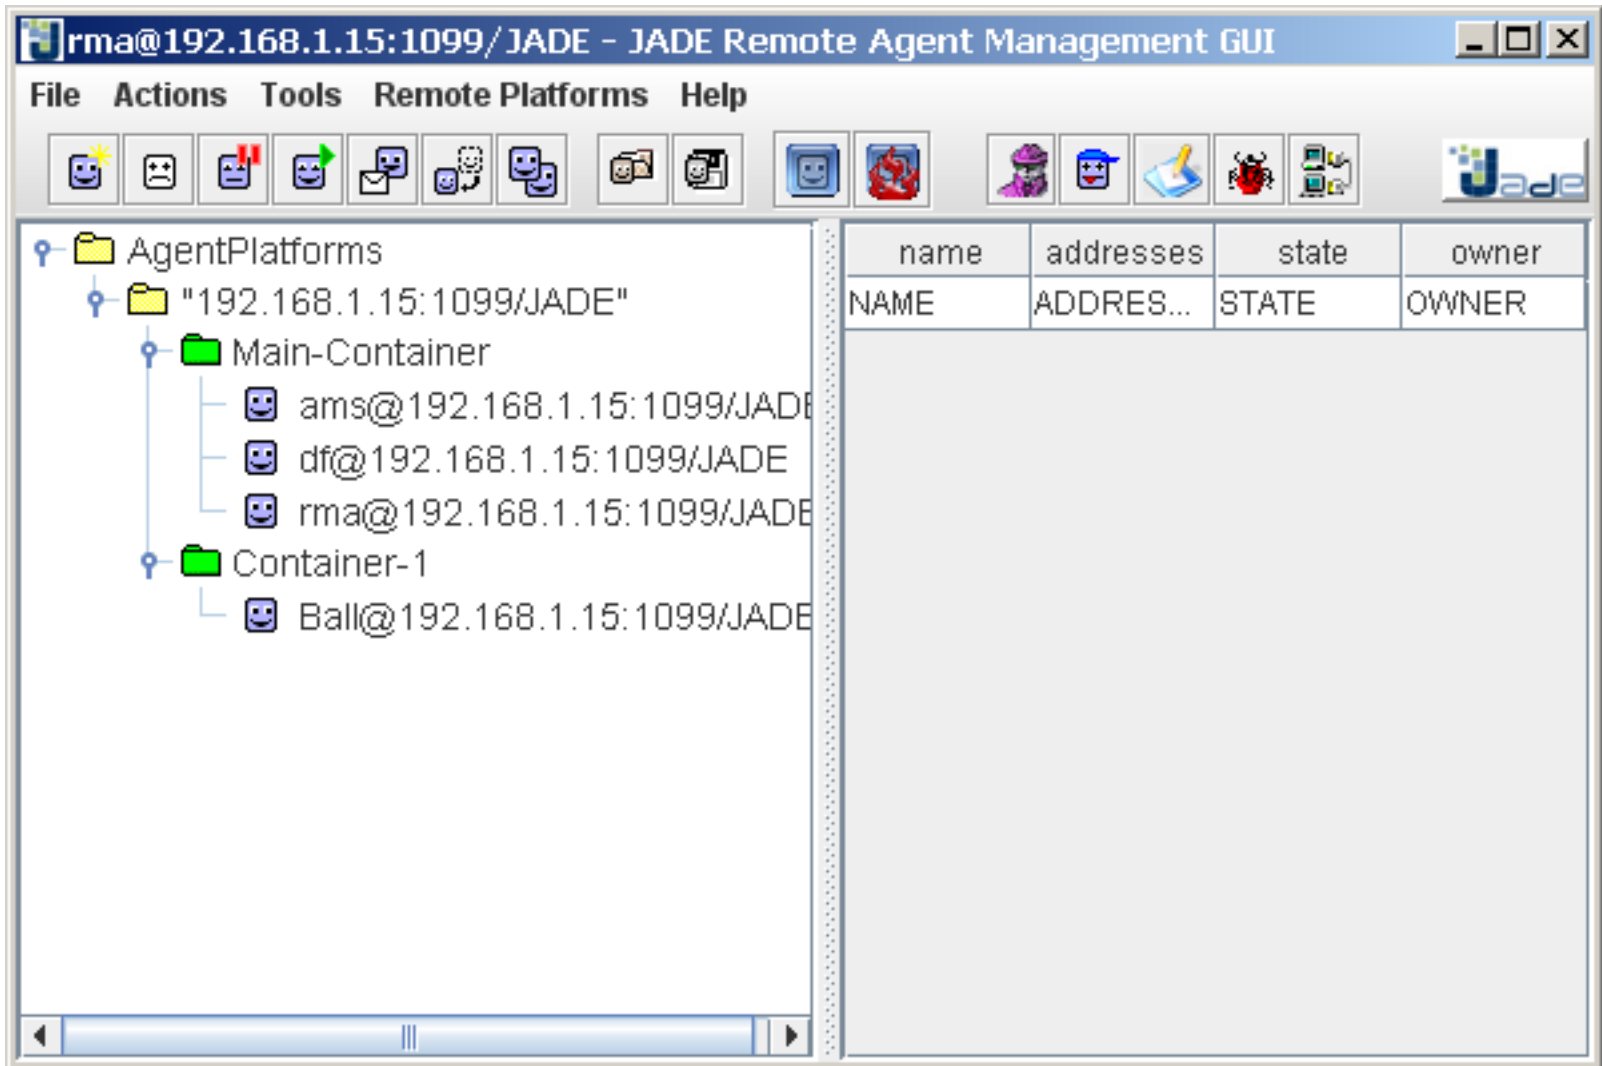 rma@192.168.1.15:1099/JADE - JADE Remote Agent Management GUI
File Actions Tools Remote Platforms Help
Jade
AgentPlatforms
"192.168.1.15:1099/JADE"
Main-Container
ams@192.168.1.15:1099/JADE
df@192.168.1.15:1099/JADE
rma@192.168.1.15:1099/JADE
Container-1
Ball@192.168.1.15:1099/JADE
name addresses state owner
NAME ADDRES... STATE OWNER